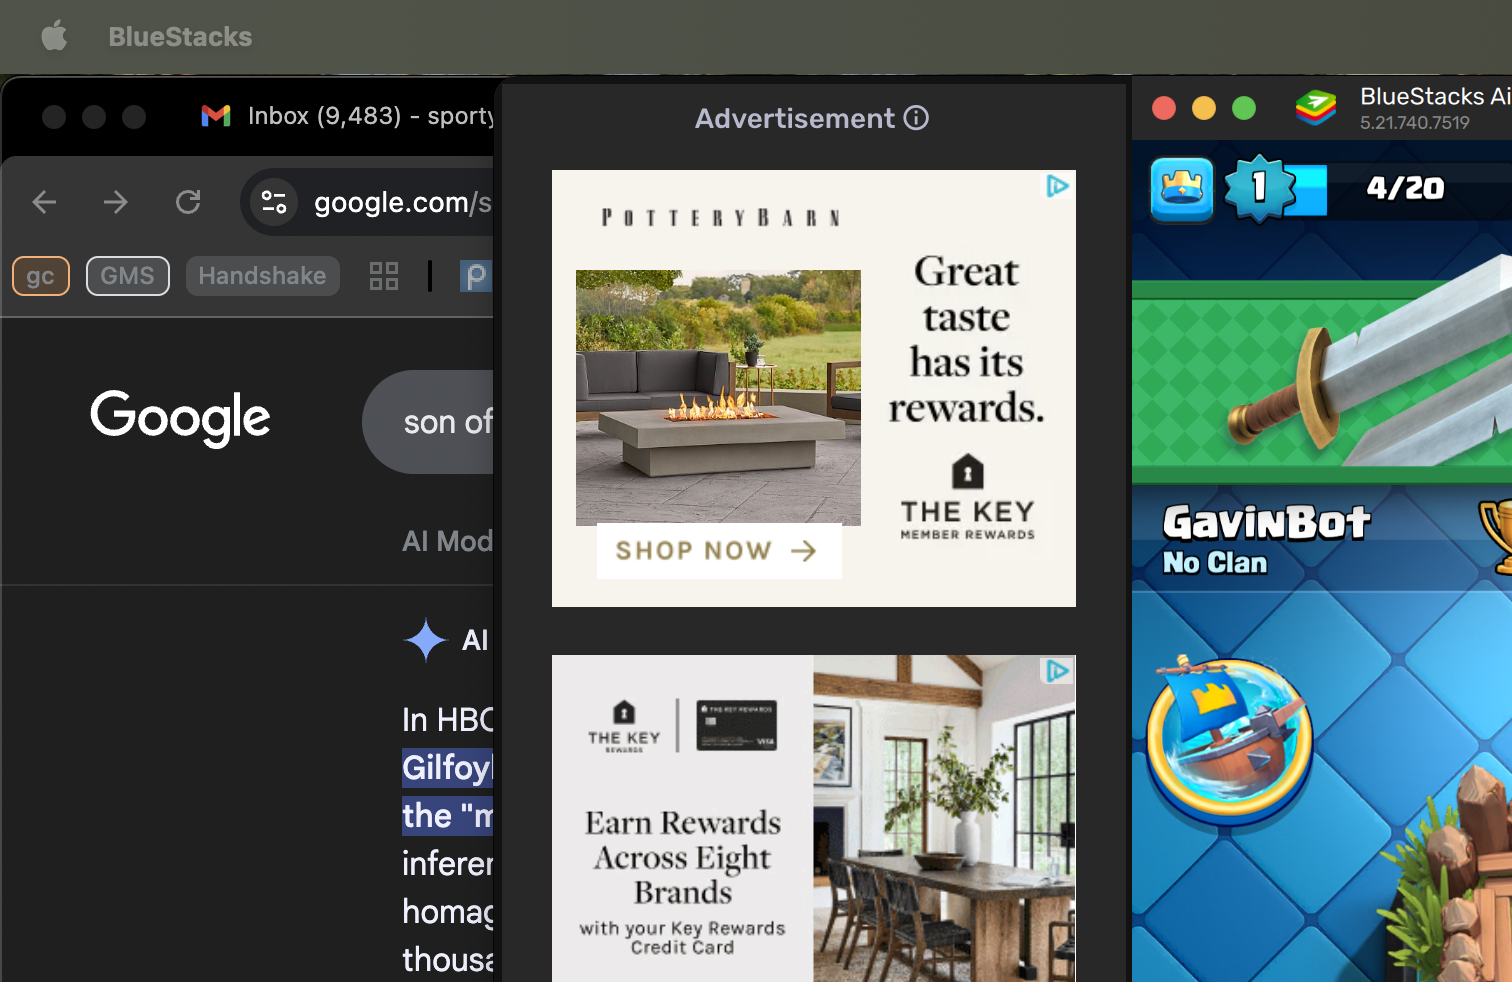 BlueStacks
Inbox (9,483) - sporty
google.com/s
gc
GMS
Handshake
Google
son of
AI Mod
AI
In HBO
Gilfoyl
the "m
infere
homag
thousa
Advertisement
POTTERYBARN
Great
taste
has its
rewards.
THE KEY
MEMBER REWARDS
SHOP NOW
THE KEY
REWARDS
THE KEY REWARDS
VISA
Earn Rewards
Across Eight
Brands
with your Key Rewards
Credit Card
BlueStacks Ai
5.21.740.7519
1
4/20
GavinBot
No Clan